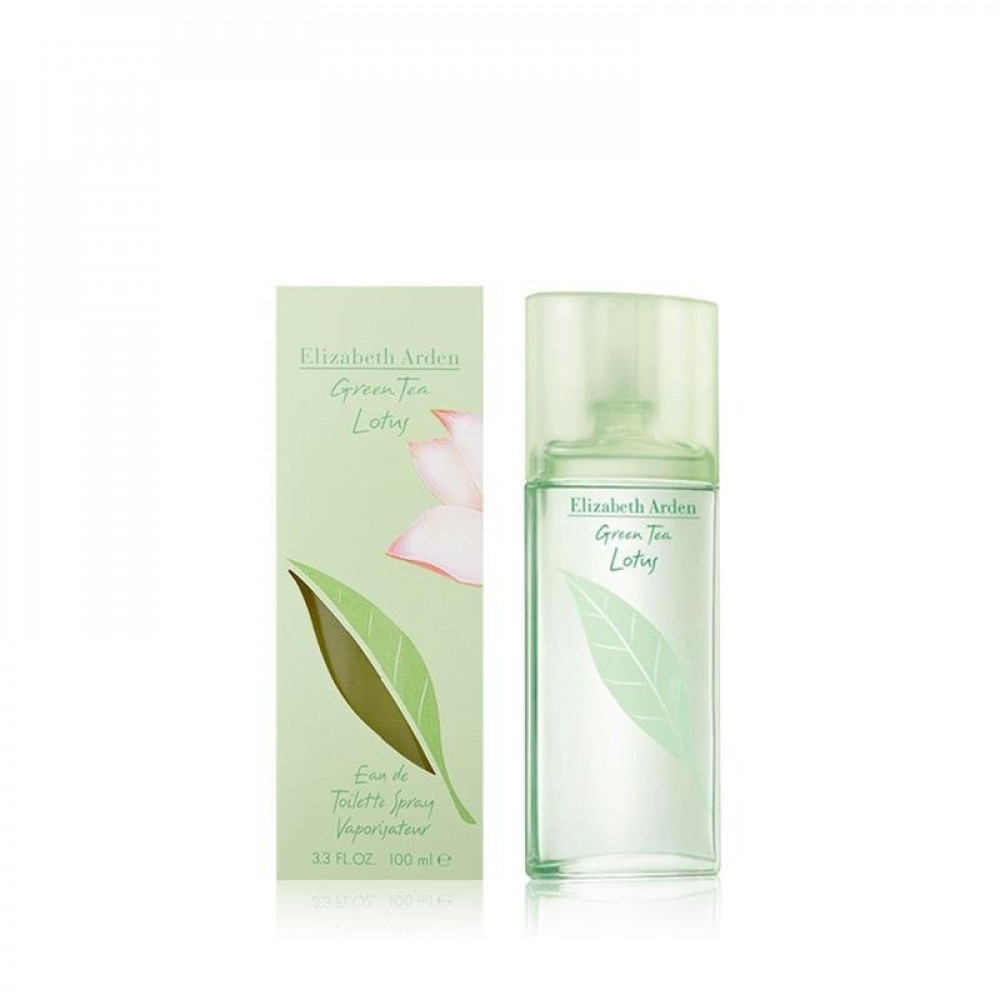 Elizabeth Arden
Green Tea
Lotus
Eau de
Toilette Spray
Vaporisateur
3.3 FL.OZ. 100 ml ℮
Elizabeth Arden
Green Tea
Lotus